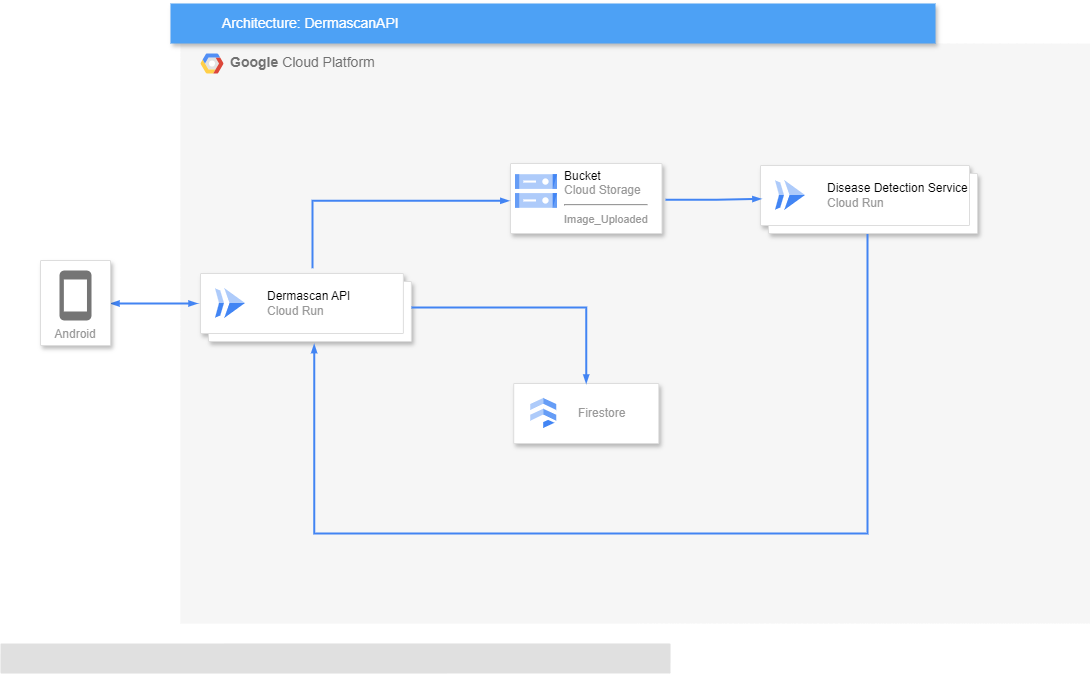 Architecture: DermascanAPI
Google Cloud Platform
Bucket
Cloud Storage
Image_Uploaded
Disease Detection Service
Cloud Run
Dermascan API
Cloud Run
Android
Firestore